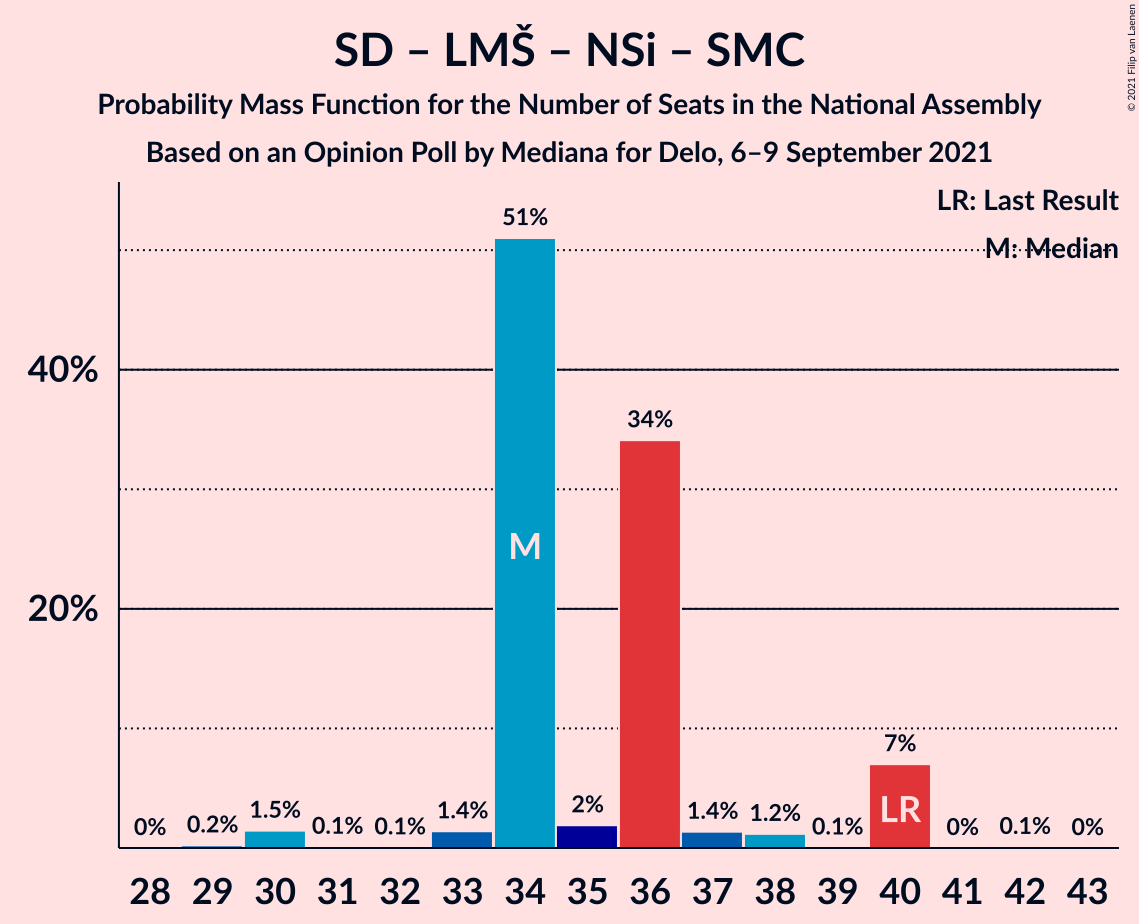 SD – LMŠ – NSi – SMC
Probability Mass Function for the Number of Seats in the National Assembly
Based on an Opinion Poll by Mediana for Delo, 6–9 September 2021
© 2021 Filip van Laenen
LR: Last Result
M: Median
40%
20%
0%
0.2%
1.5%
0.1%
0.1%
1.4%
51%
2%
34%
1.4%
1.2%
0.1%
7%
0%
0.1%
0%
M
LR
28 29 30 31 32 33 34 35 36 37 38 39 40 41 42 43